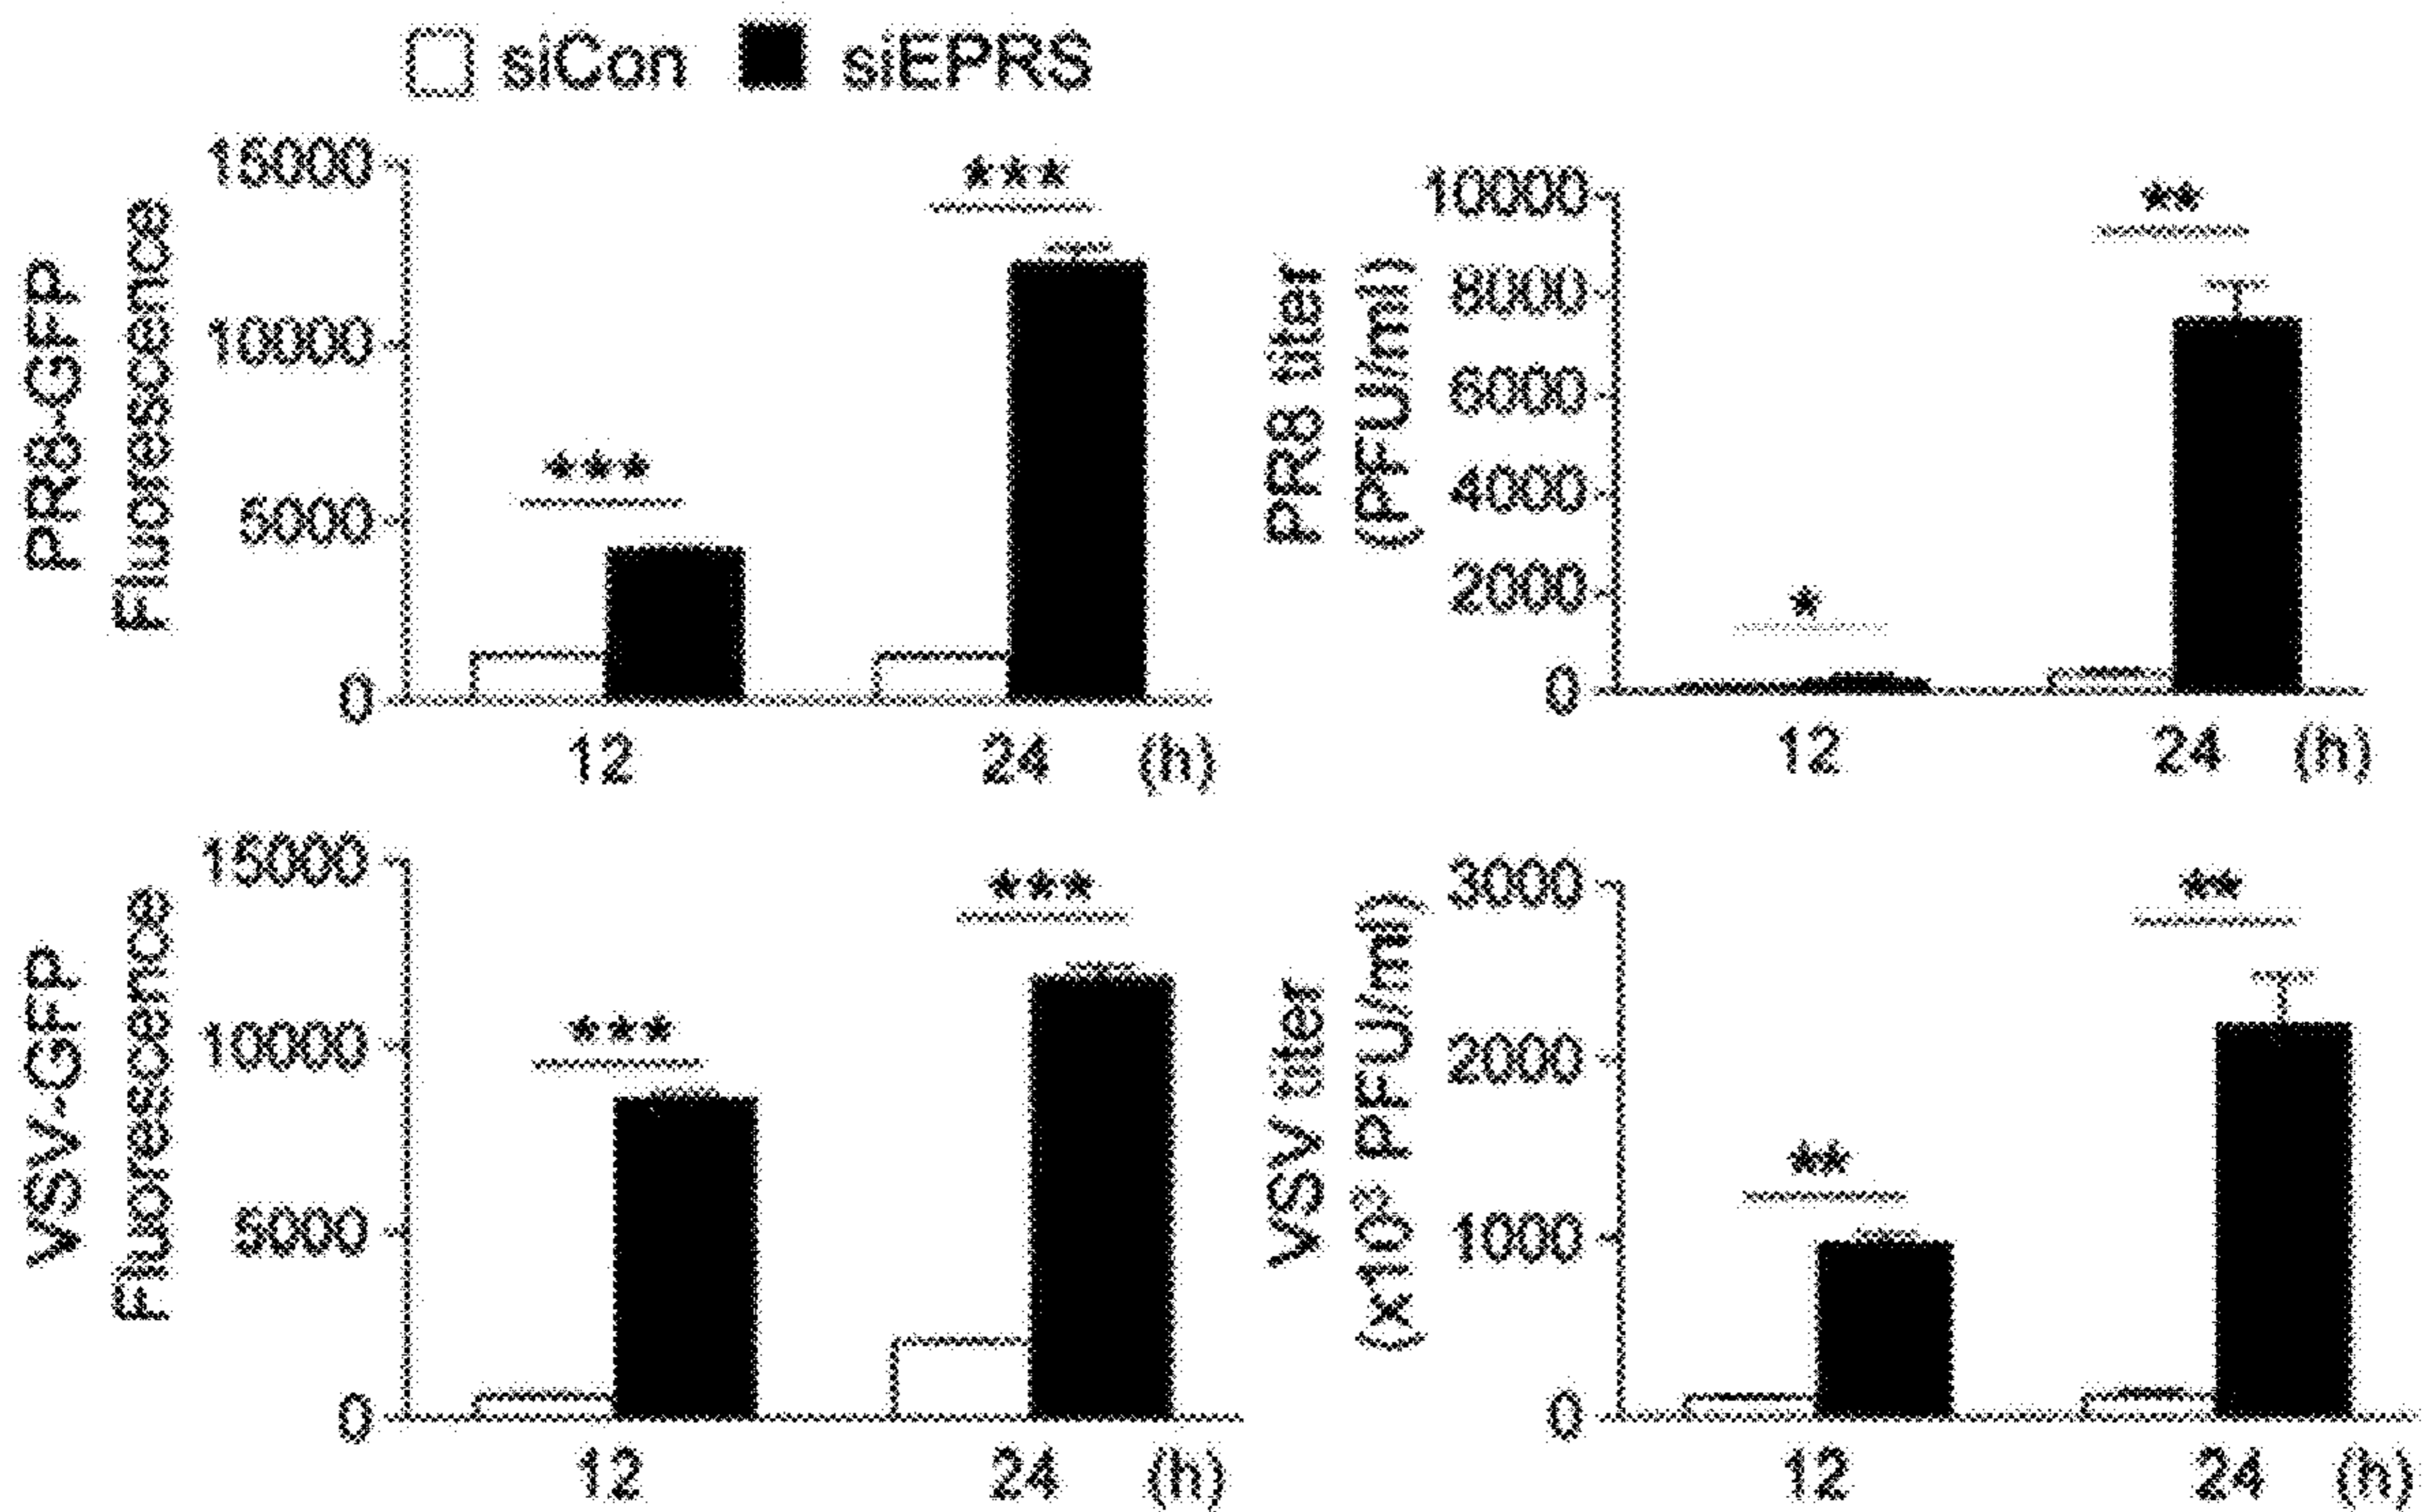 siCon siEPRS
PR8-GFP
Fluorescence
15000
10000
5000
0
***
***
12 24 (h)
PR8 titer
(PFU/ml)
10000
8000
6000
4000
2000
0
*
**
12 24 (h)
VSV-GFP
Fluorescence
15000
10000
5000
0
***
***
12 24 (h)
VSV titer
(x10³ PFU/ml)
3000
2000
1000
0
**
**
12 24 (h)